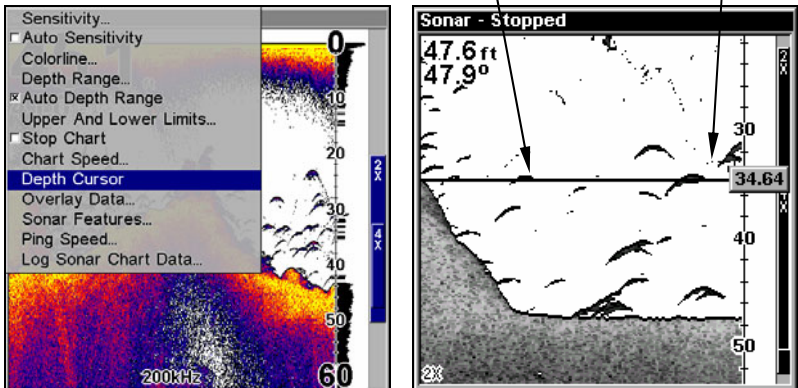 Sensitivity...
Auto Sensitivity
Colorline...
Depth Range...
Auto Depth Range
Upper And Lower Limits...
Stop Chart
Chart Speed...
Depth Cursor
Overlay Data...
Sonar Features...
Ping Speed...
Log Sonar Chart Data...
0
10
20
30
40
50
60
2X
4X
200kHz
Sonar - Stopped
47.6 ft
47.9º
30
34.64
40
50
2X
2X